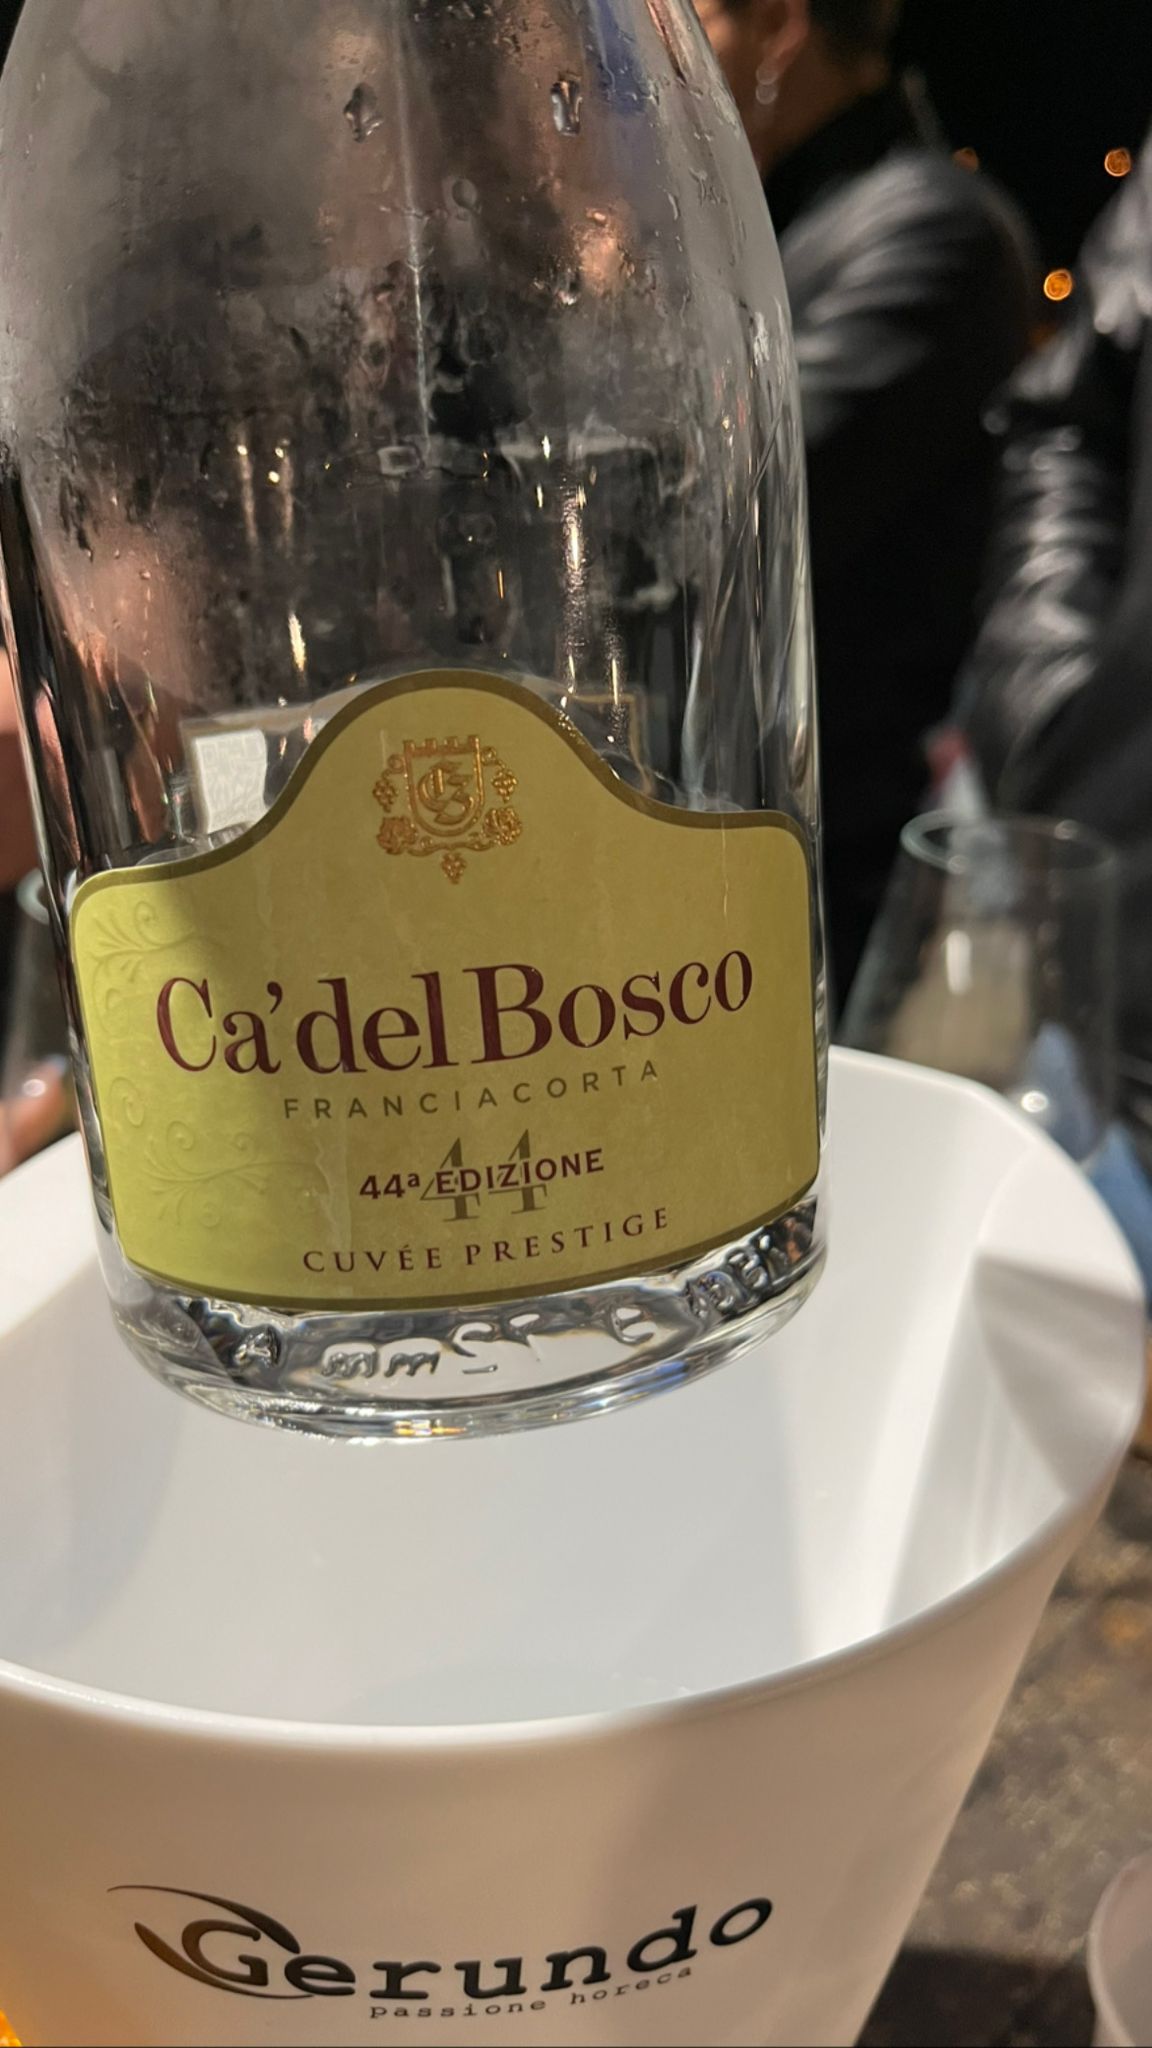 Ca'del Bosco
FRANCIACORTA
44
44ª EDIZIONE
CUVÉE PRESTIGE
Gerundo
passione horeca